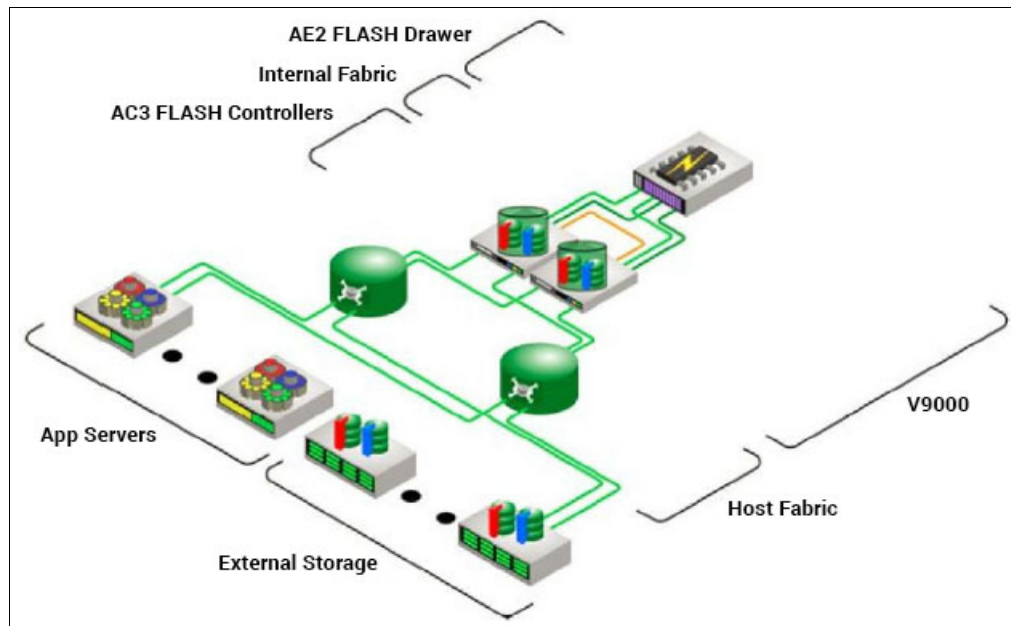 AE2 FLASH Drawer
Internal Fabric
AC3 FLASH Controllers
V9000
App Servers
Host Fabric
External Storage